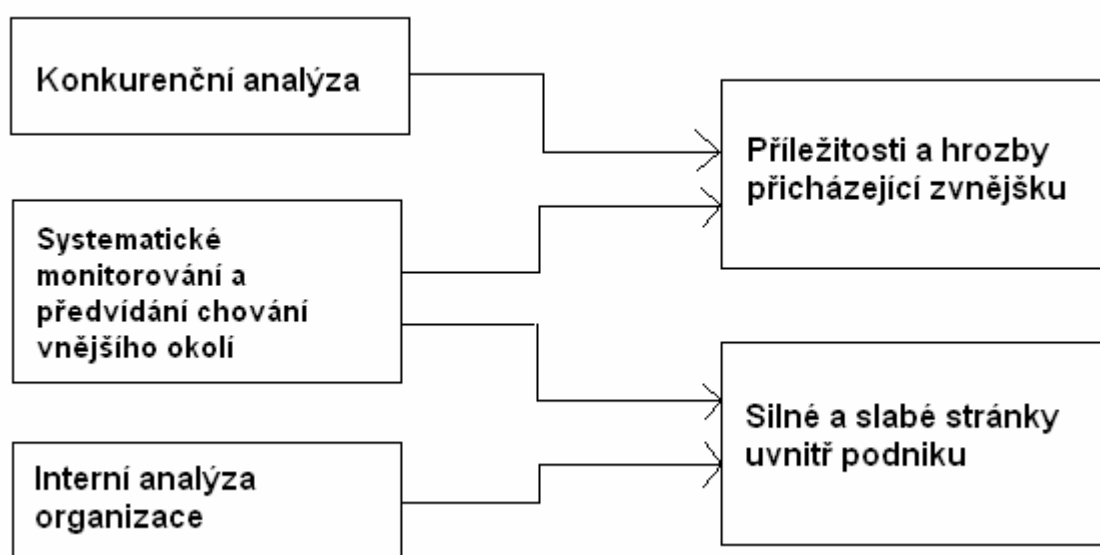 Konkurenční analýza
Příležitosti a hrozby
přicházející zvnějšku
Systematické
monitorování a
předvídání chování
vnějšího okolí
Silné a slabé stránky
uvnitř podniku
Interní analýza
organizace